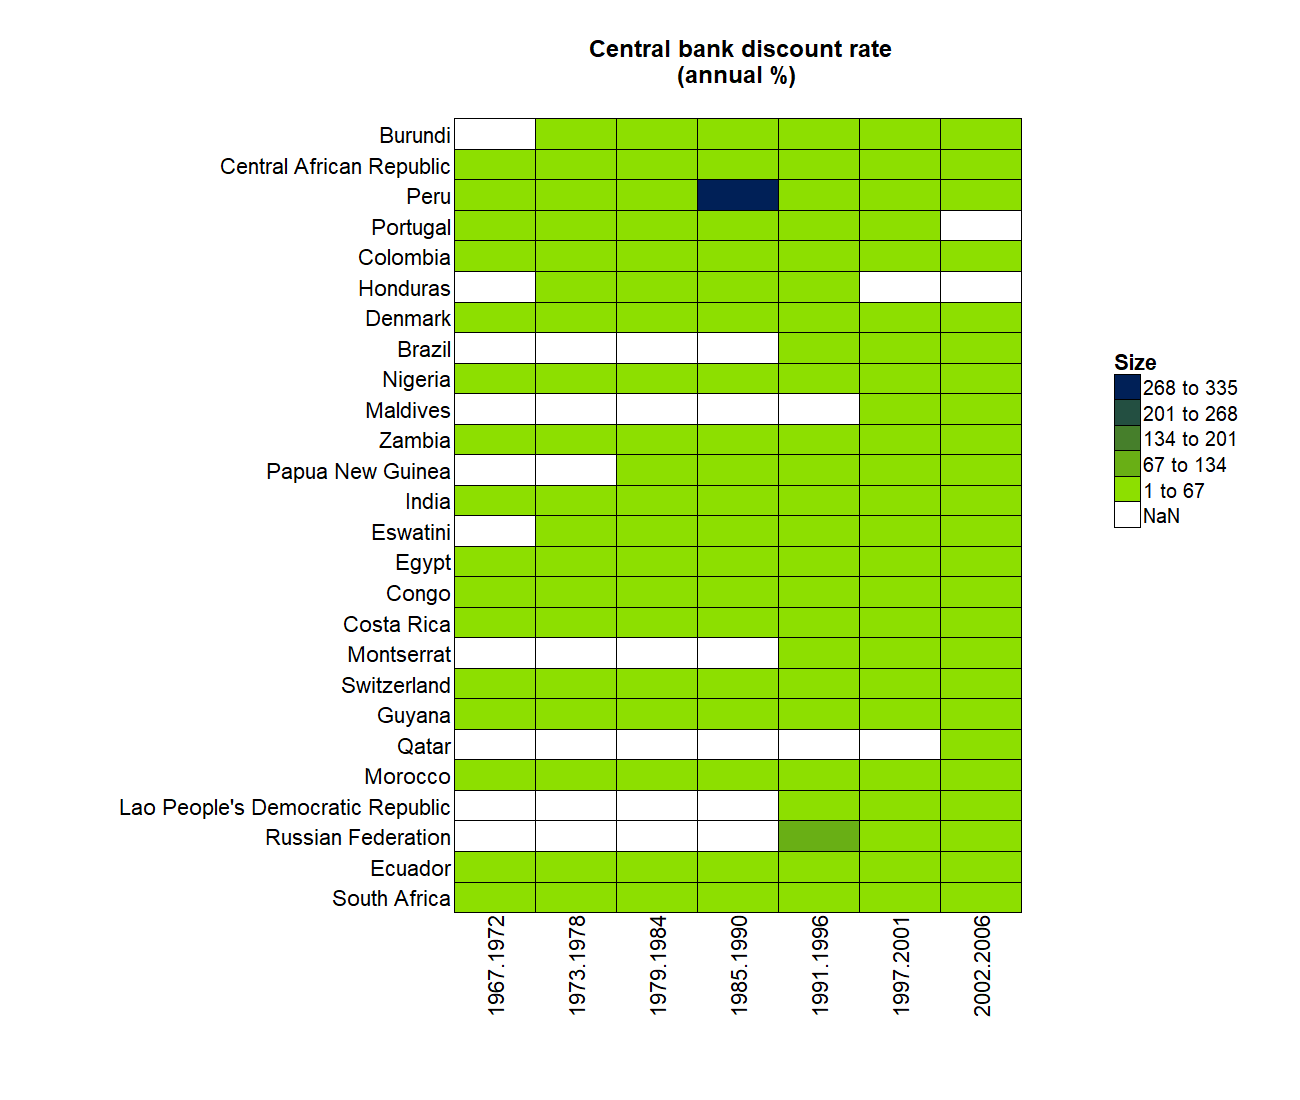 Central bank discount rate
(annual %)
Burundi
Central African Republic
Peru
Portugal
Colombia
Honduras
Denmark
Brazil
Nigeria
Maldives
Zambia
Papua New Guinea
India
Eswatini
Egypt
Congo
Costa Rica
Montserrat
Switzerland
Guyana
Qatar
Morocco
Lao People's Democratic Republic
Russian Federation
Ecuador
South Africa
1967.1972
1973.1978
1979.1984
1985.1990
1991.1996
1997.2001
2002.2006
Size
268 to 335
201 to 268
134 to 201
67 to 134
1 to 67
NaN